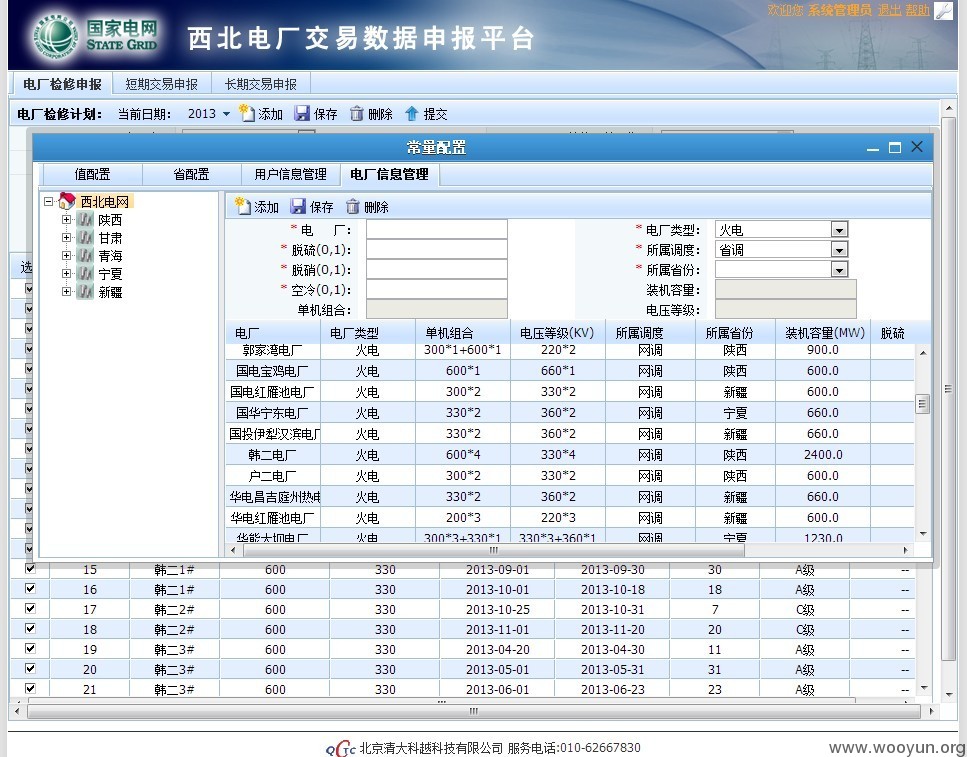 欢迎您 系统管理员 退出 帮助
国家电网
STATE GRID
西北电厂交易数据申报平台
电厂检修申报 短期交易申报 长期交易申报
电厂检修计划： 当前日期： 2013 添加 保存 删除 提交
常量配置
值配置 省配置 用户信息管理 电厂信息管理
西北电网
陕西
甘肃
青海
宁夏
新疆
添加 保存 删除
* 电 厂： * 电厂类型： 火电
* 脱硫(0,1)： * 所属调度： 省调
* 脱硝(0,1)： * 所属省份：
* 空冷(0,1)： 装机容量：
单机组合： 电压等级：
选
电厂 电厂类型 单机组合 电压等级(KV) 所属调度 所属省份 装机容量(MW) 脱硫
郭家湾电厂 火电 300*1+600*1 220*2 网调 陕西 900.0
国电宝鸡电厂 火电 600*1 660*1 网调 陕西 600.0
国电红雁池电厂 火电 300*2 330*2 网调 新疆 600.0
国华宁东电厂 火电 330*2 360*2 网调 宁夏 660.0
国投伊犁汉滨电厂 火电 330*2 360*2 网调 新疆 660.0
韩二电厂 火电 600*4 330*4 网调 陕西 2400.0
户二电厂 火电 300*2 330*2 网调 陕西 600.0
华电昌吉庭州热电 火电 330*2 360*2 网调 新疆 660.0
华电红雁池电厂 火电 200*3 220*3 网调 新疆 600.0
华能大坝电厂 火电 300*3+330*1 330*3+360*1 网调 宁夏 1230.0
15 韩二1# 600 330 2013-09-01 2013-09-30 30 A级 --
16 韩二1# 600 330 2013-10-01 2013-10-18 18 A级 --
17 韩二2# 600 330 2013-10-25 2013-10-31 7 C级 --
18 韩二2# 600 330 2013-11-01 2013-11-20 20 C级 --
19 韩二3# 600 330 2013-04-20 2013-04-30 11 A级 --
20 韩二3# 600 330 2013-05-01 2013-05-31 31 A级 --
21 韩二3# 600 330 2013-06-01 2013-06-23 23 A级 --
北京清大科越科技有限公司 服务电话:010-62667830
www.wooyun.org